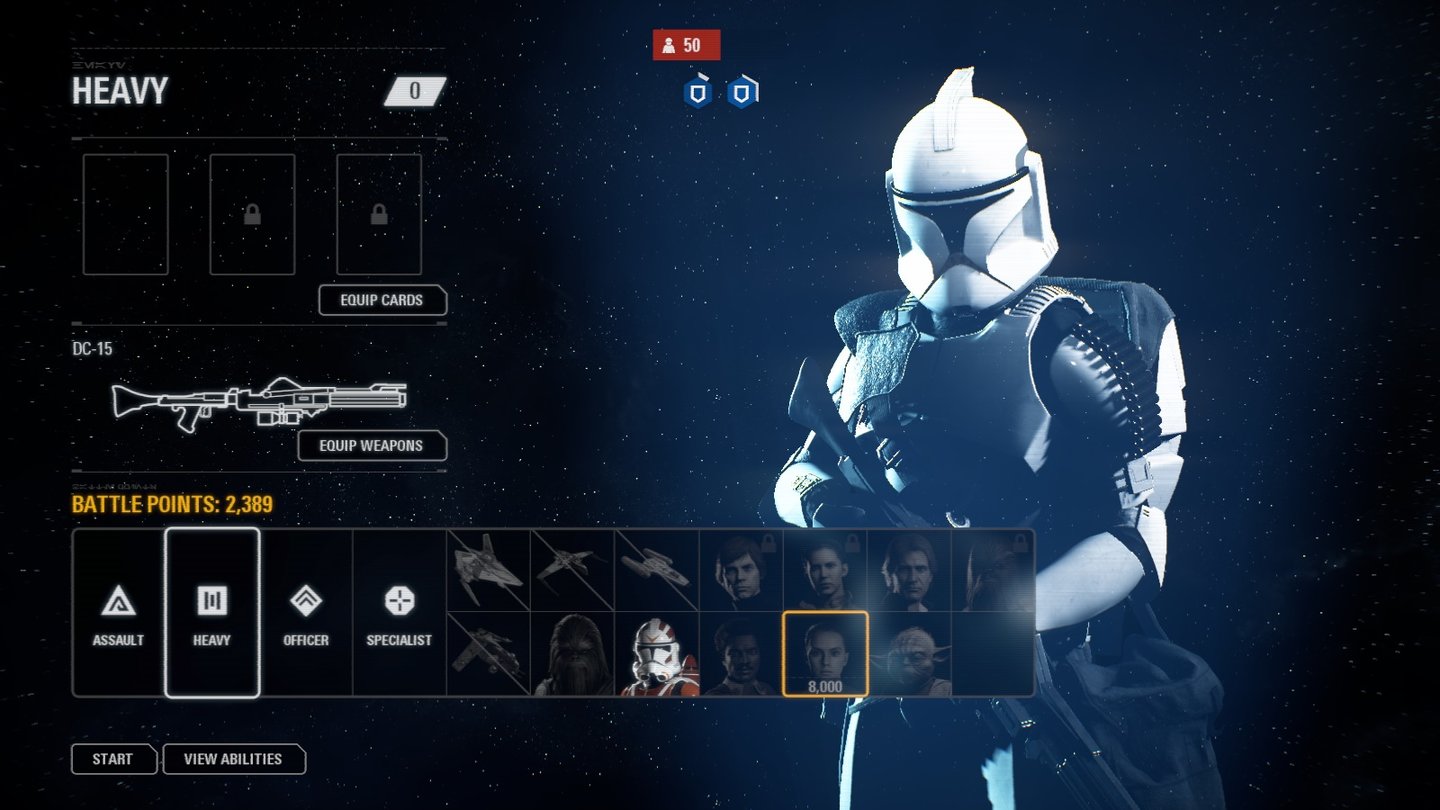 50
HEAVY
0
EQUIP CARDS
DC-15
EQUIP WEAPONS
BATTLE POINTS: 2,389
ASSAULT
HEAVY
OFFICER
SPECIALIST
8,000
START
VIEW ABILITIES